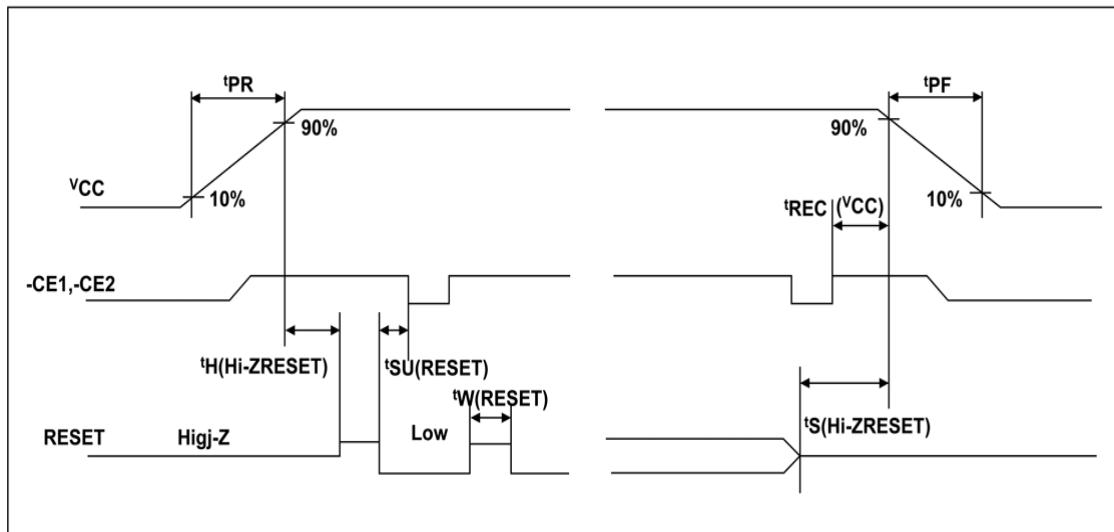 tPR
tPF
90%
90%
VCC
10%
10%
tREC (VCC)
-CE1,-CE2
tH(Hi-ZRESET)
tSU(RESET)
tW(RESET)
tS(Hi-ZRESET)
RESET
Higj-Z
Low